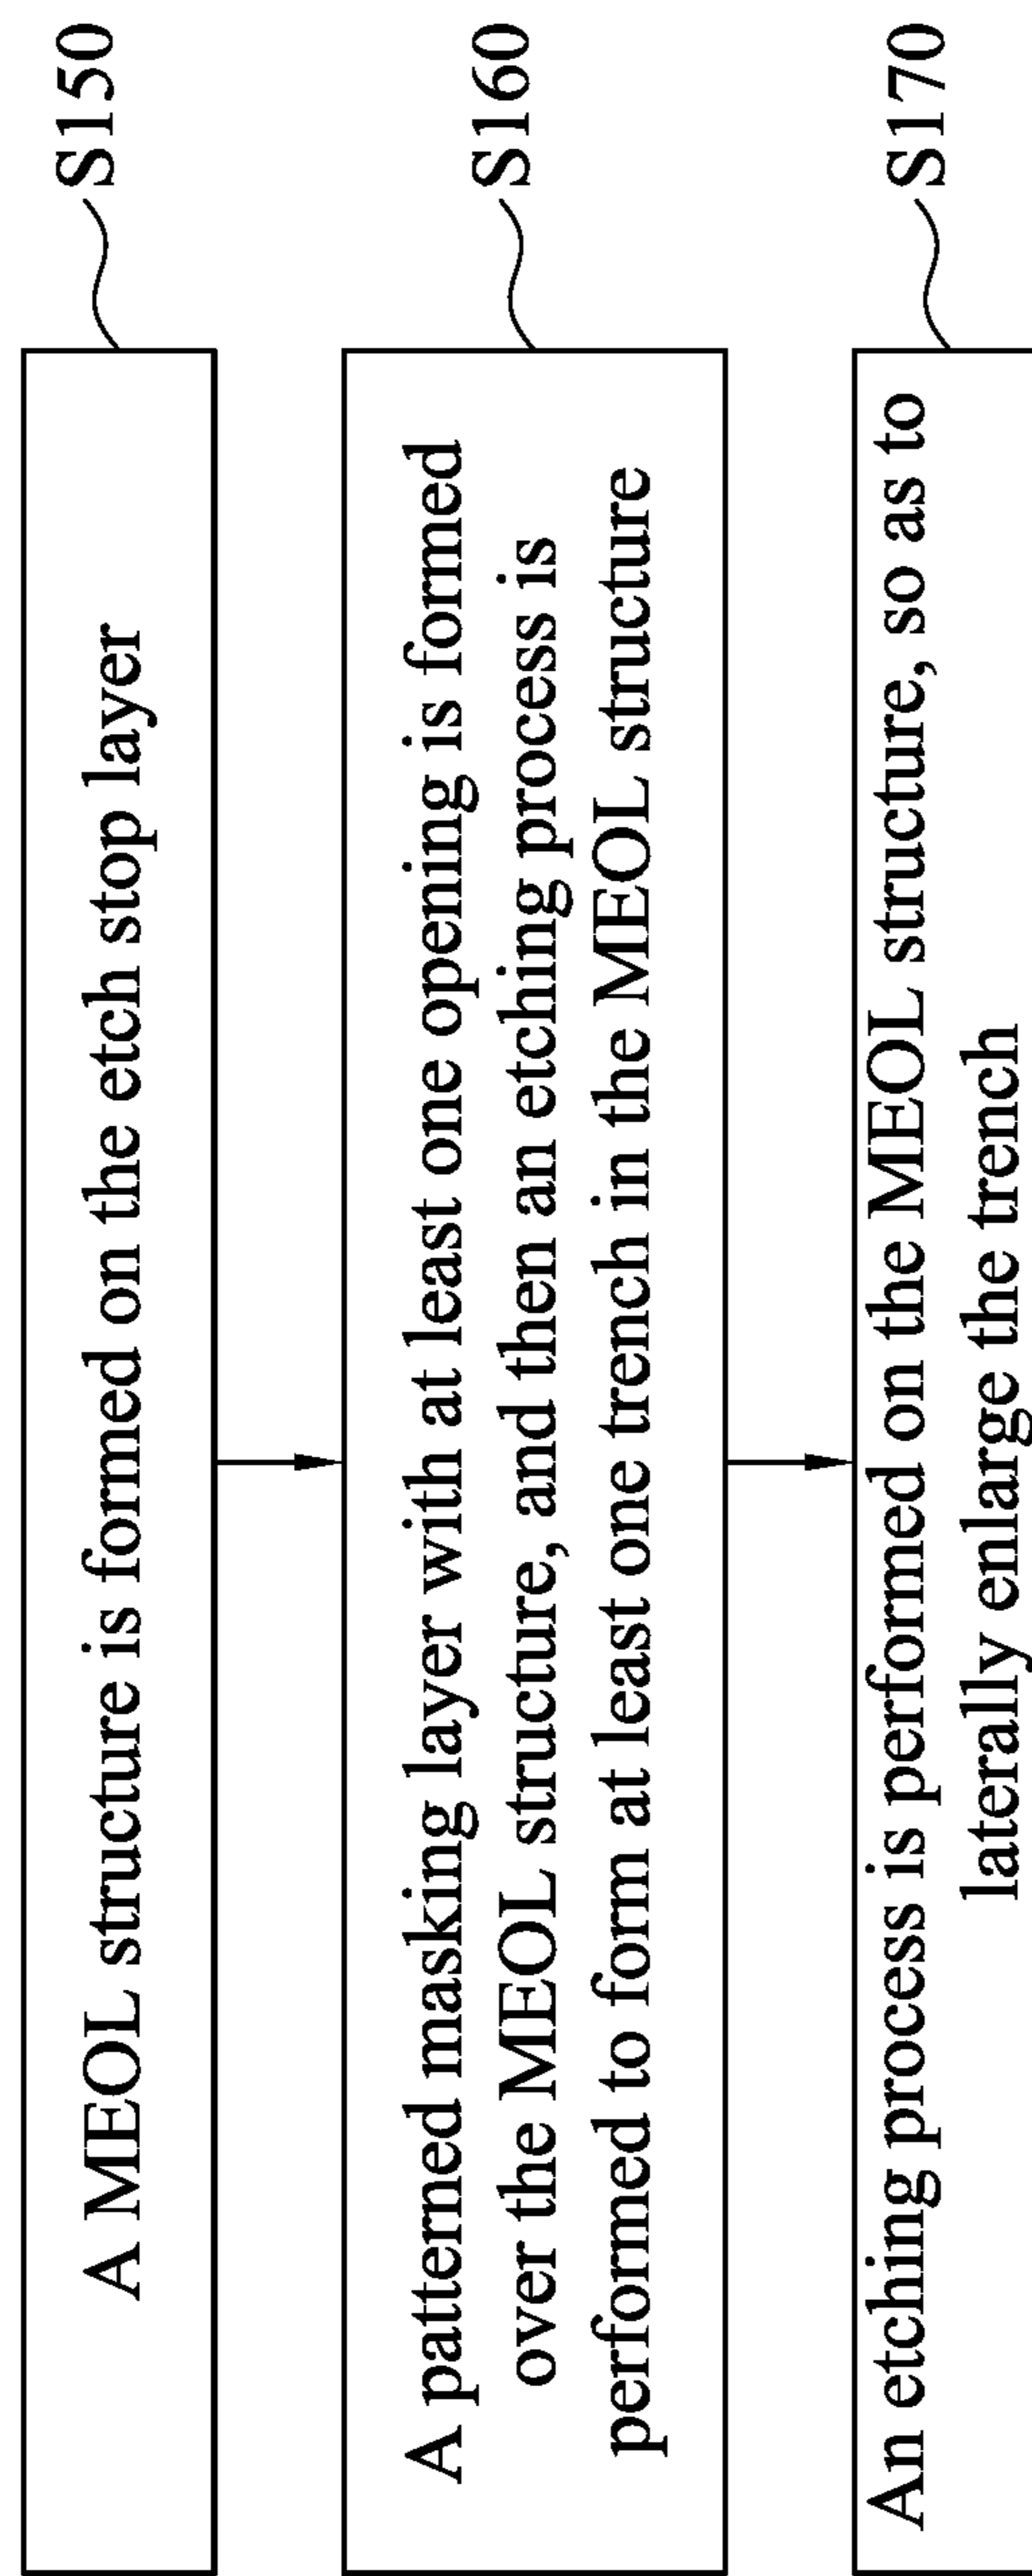 A MEOL structure is formed on the etch stop layer
S150
A patterned masking layer with at least one opening is formed
over the MEOL structure, and then an etching process is
performed to form at least one trench in the MEOL structure
S160
An etching process is performed on the MEOL structure, so as to
laterally enlarge the trench
S170